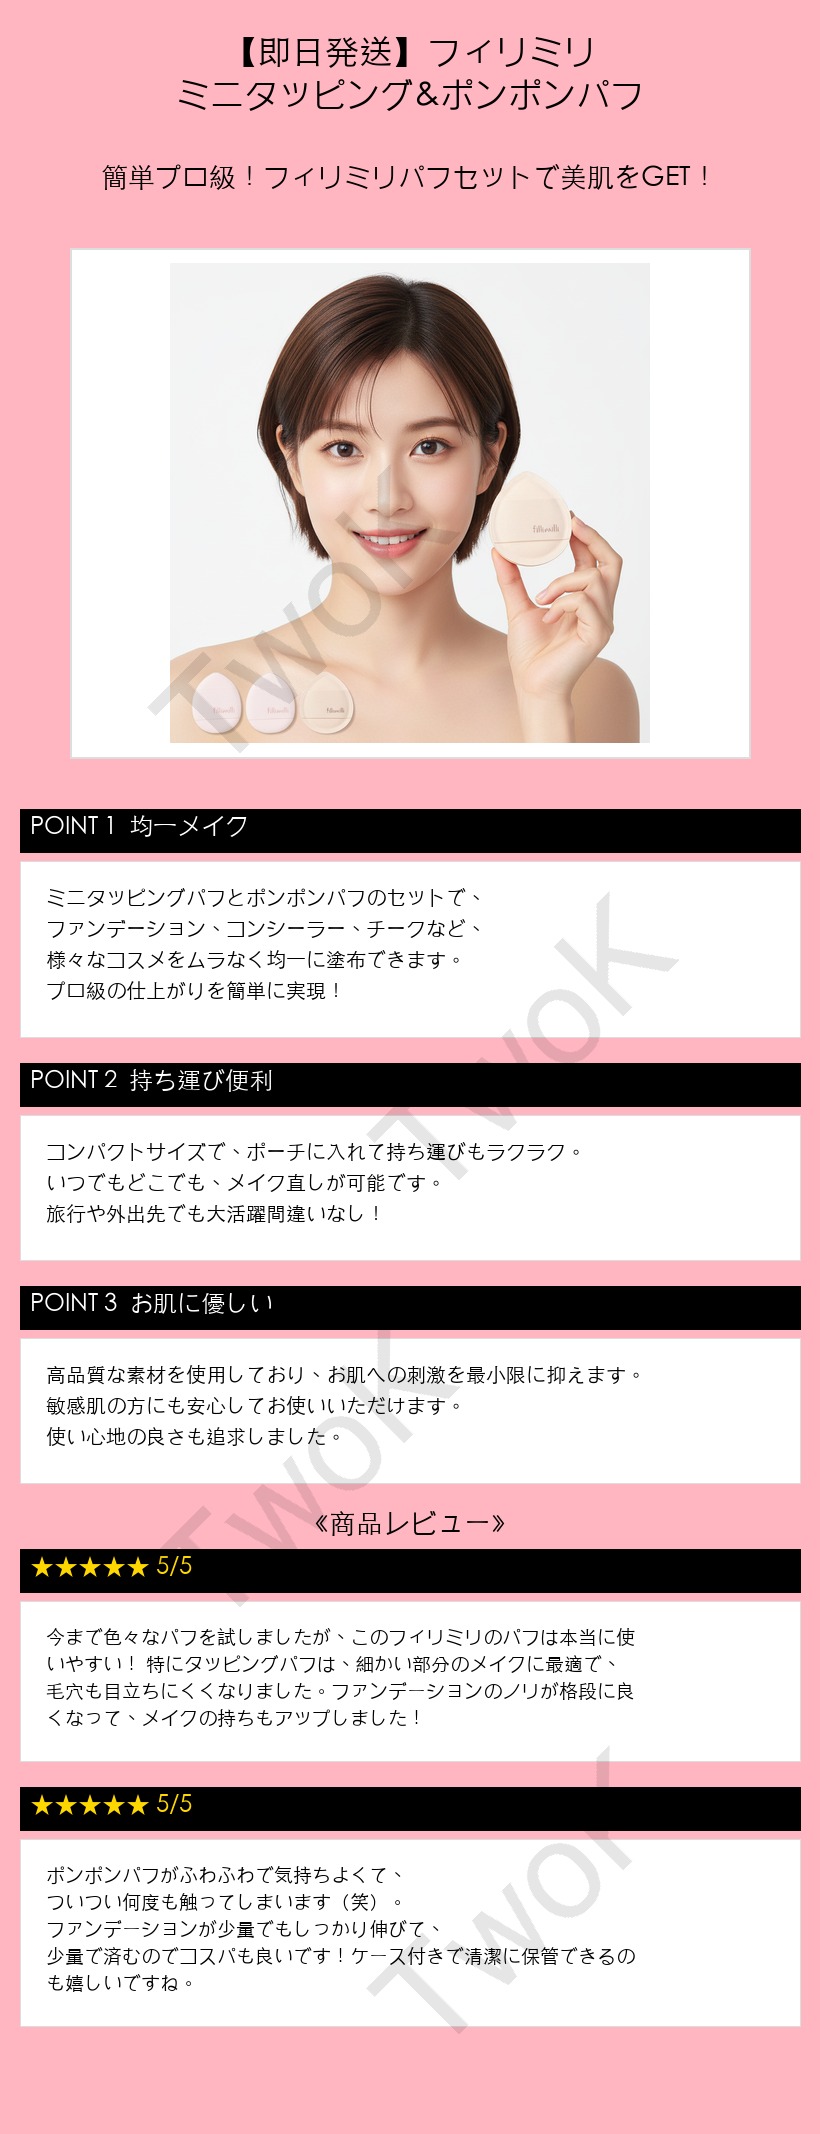 【即日発送】フィリミリ
ミニタッピング&ポンポンパフ
簡単プロ級！フィリミリパフセットで美肌をGET！
fillimilli
fillimilli
fillimilli
fillimilli
TwoK
POINT 1 均一メイク
ミニタッピングパフとポンポンパフのセットで、
ファンデーション、コンシーラー、チークなど、
様々なコスメをムラなく均一に塗布できます。
プロ級の仕上がりを簡単に実現！
TwoK
POINT 2 持ち運び便利
コンパクトサイズで、ポーチに入れて持ち運びもラクラク。
いつでもどこでも、メイク直しが可能です。
旅行や外出先でも大活躍間違いなし！
POINT 3 お肌に優しい
高品質な素材を使用しており、お肌への刺激を最小限に抑えます。
敏感肌の方にも安心してお使いいただけます。
使い心地の良さも追求しました。
TwoK
《商品レビュー》
★★★★★ 5/5
今まで色々なパフを試しましたが、このフィリミリのパフは本当に使
いやすい！ 特にタッピングパフは、細かい部分のメイクに最適で、
毛穴も目立ちにくくなりました。ファンデーションのノリが格段に良
くなって、メイクの持ちもアップしました！
★★★★★ 5/5
ポンポンパフがふわふわで気持ちよくて、
ついつい何度も触ってしまいます（笑）。
ファンデーションが少量でもしっかり伸びて、
少量で済むのでコスパも良いです！ケース付きで清潔に保管できるの
も嬉しいですね。
TwoK